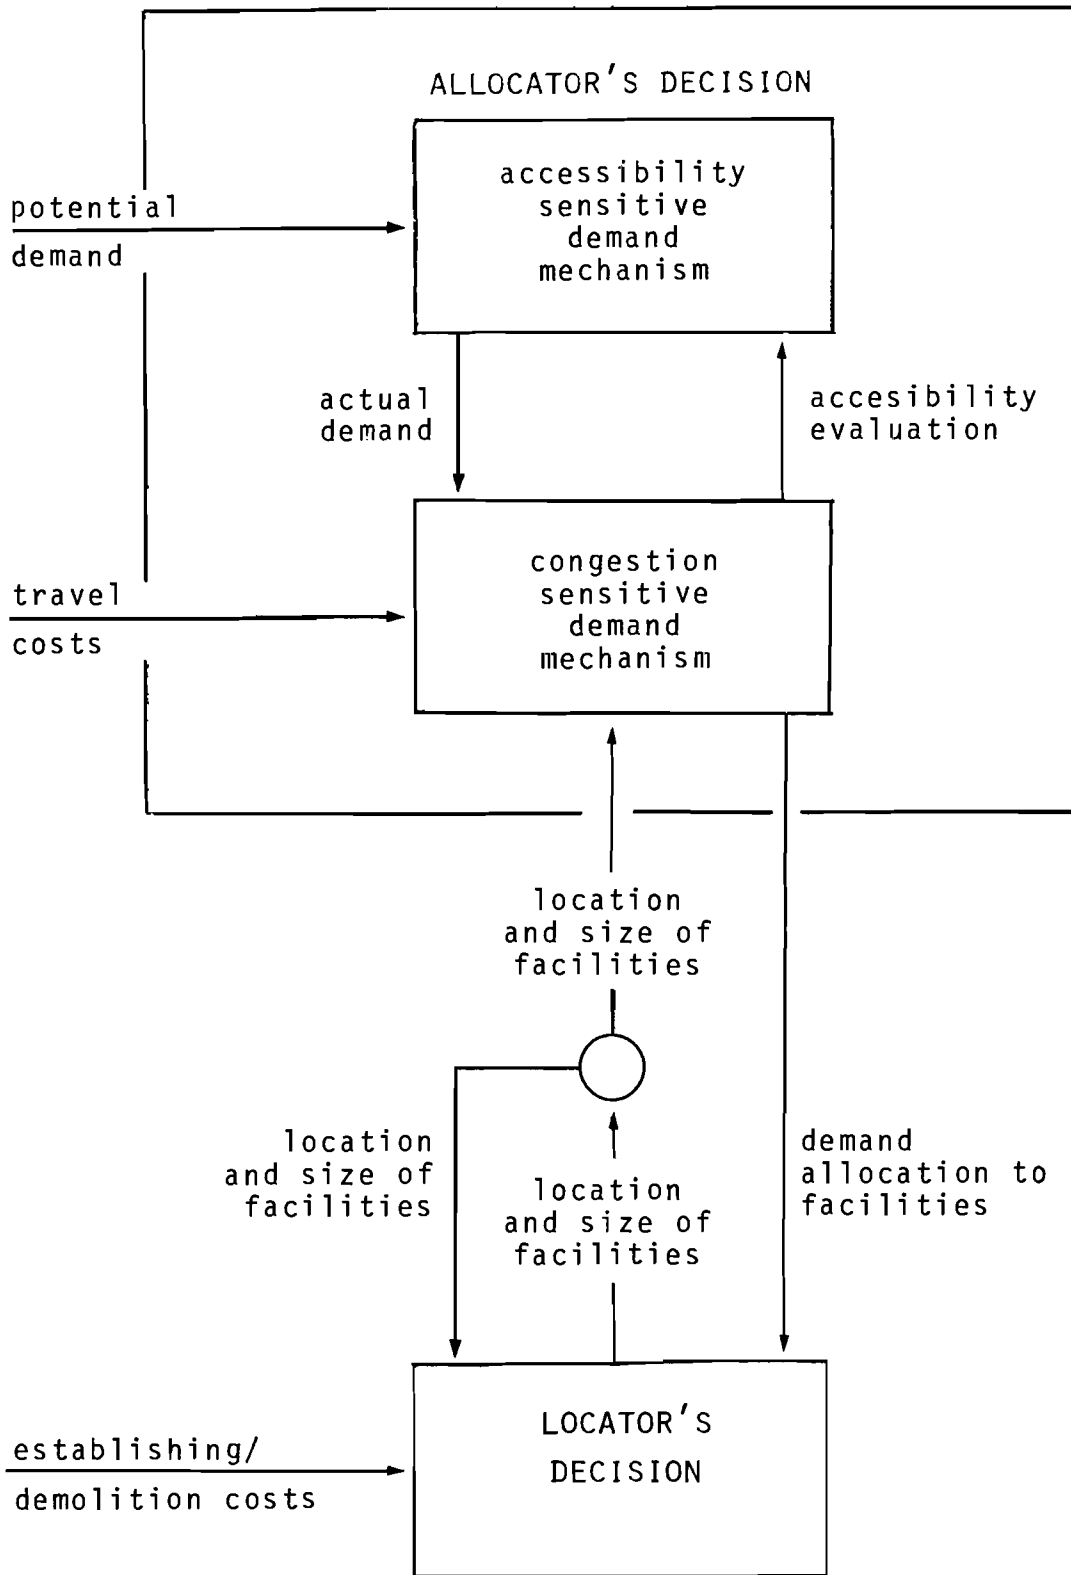 ALLOCATOR'S DECISION
accessibility
sensitive
demand
mechanism
potential
demand
actual
demand
accesibility
evaluation
congestion
sensitive
demand
mechanism
travel
costs
location
and size of
facilities
location
and size of
facilities
location
and size of
facilities
demand
allocation to
facilities
LOCATOR'S
DECISION
establishing/
demolition costs